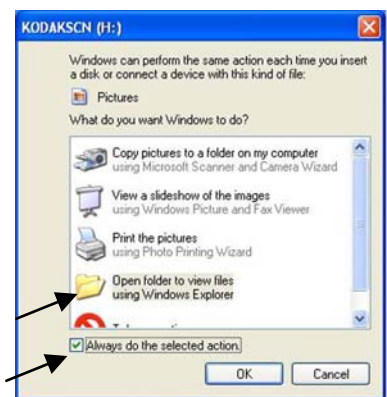 KODAKSCN (H:)
Windows can perform the same action each time you insert
a disk or connect a device with this kind of file:
Pictures
What do you want Windows to do?
Copy pictures to a folder on my computer
using Microsoft Scanner and Camera Wizard
View a slideshow of the images
using Windows Picture and Fax Viewer
Print the pictures
using Photo Printing Wizard
Open folder to view files
using Windows Explorer
Always do the selected action.
OK Cancel